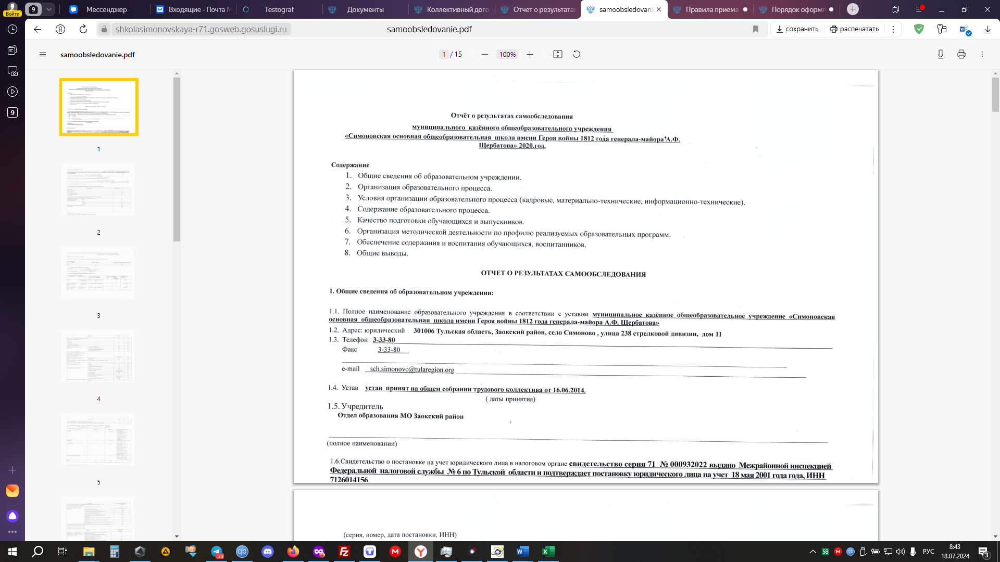 9
Мессенджер
Входящие - Почта М
Testograf
Документы
Коллективный дого
Отчет о результата
samoobsledovani
Правила приема
Порядок оформл
Войти
shkolasimonovskaya-r71.gosweb.gosuslugi.ru
samoobsledovanie.pdf
сохранить
распечатать
samoobsledovanie.pdf
1 / 15
100%
9
1
2
3
4
5
Отчёт о результатах самообследования
муниципального казённого общеобразовательного учреждения
«Симоновская основная общеобразовательная школа имени Героя войны 1812 года генерала-майора А.Ф.
Щербатова» 2020.год.
Содержание
1. Общие сведения об образовательном учреждении.
2. Организация образовательного процесса.
3. Условия организации образовательного процесса (кадровые, материально-технические, информационно-технические).
4. Содержание образовательного процесса.
5. Качество подготовки обучающихся и выпускников.
6. Организация методической деятельности по профилю реализуемых образовательных программ.
7. Обеспечение содержания и воспитания обучающихся, воспитанников.
8. Общие выводы.
ОТЧЕТ О РЕЗУЛЬТАТАХ САМООБСЛЕДОВАНИЯ
1. Общие сведения об образовательном учреждении:
1.1. Полное наименование образовательного учреждения в соответствии с уставом муниципальное казённое общеобразовательное учреждение «Симоновская
основная общеобразовательная школа имени Героя войны 1812 года генерала-майора А.Ф. Щербатова»
1.2. Адрес: юридический 301006 Тульская область, Заокский район, село Симоново , улица 238 стрелковой дивизии, дом 11
1.3. Телефон 3-33-80
Факс 3-33-80
e-mail sch.simonovo@tularegion.org
1.4. Устав устав принят на общем собрании трудового коллектива от 16.06.2014.
( даты принятия)
1.5. Учредитель
Отдел образования МО Заокский район
(полное наименовании)
1.6.Свидетельство о постановке на учет юридического лица в налоговом органе свидетельство серия 71 № 000932022 выдано Межрайонной инспекцией
Федеральной налоговой службы № 6 по Тульской области и подтверждает постановку юридического лица на учет 18 мая 2001 года года, ИНН
7126014156
(серия, номер, дата постановки, ИНН)
33
58
РУС
8:43
18.07.2024
3